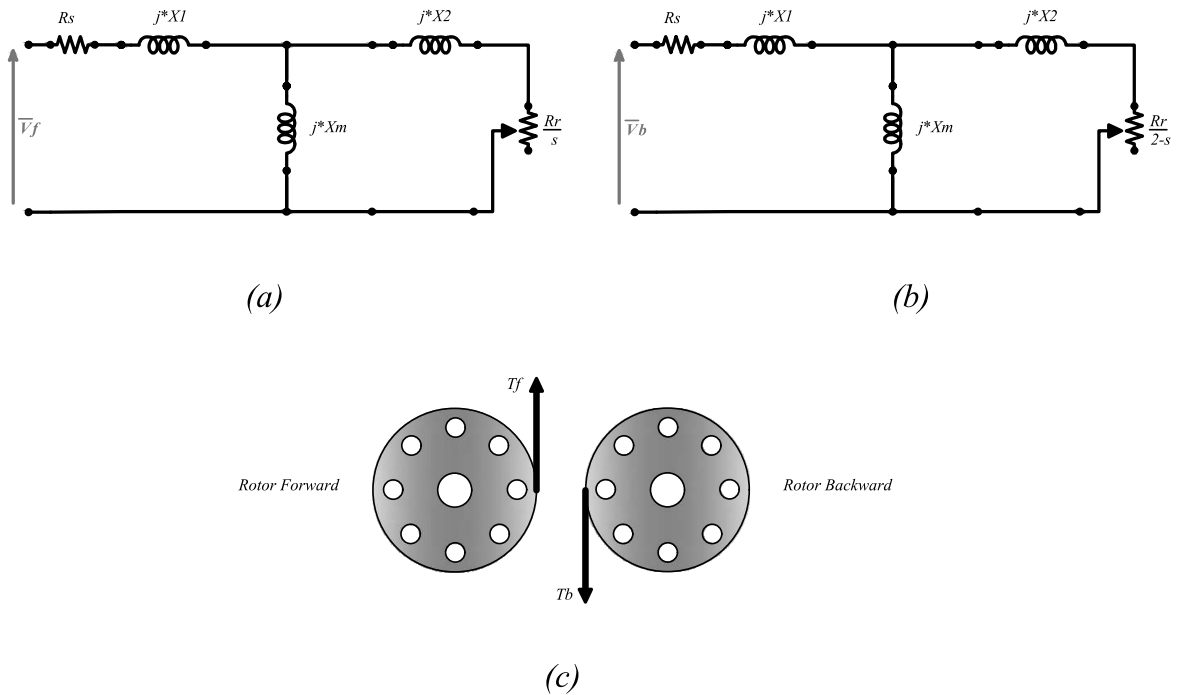 Rs
j*X1
j*X2
Vf
j*Xm
Rr
s
(a)
Rs
j*X1
j*X2
Vb
j*Xm
Rr
2-s
(b)
Tf
Rotor Forward
Rotor Backward
Tb
(c)